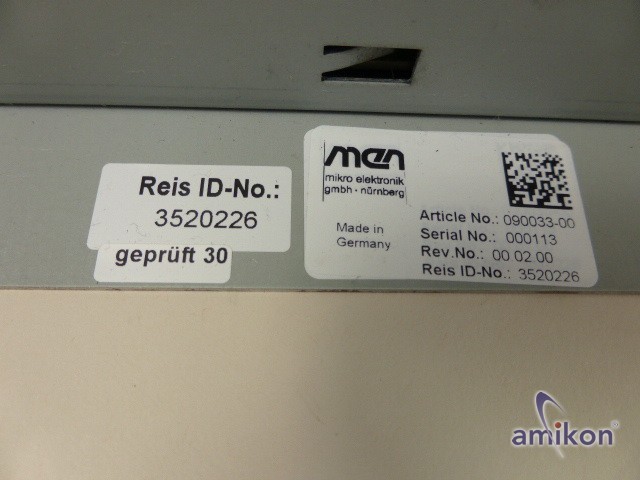 Reis ID-No.:
3520226
geprüft 30
men
mikro elektronik
gmbh · nürnberg
Made in
Germany
Article No.: 090033-00
Serial No.: 000113
Rev.No.: 00 02 00
Reis ID-No.: 3520226
amikon®